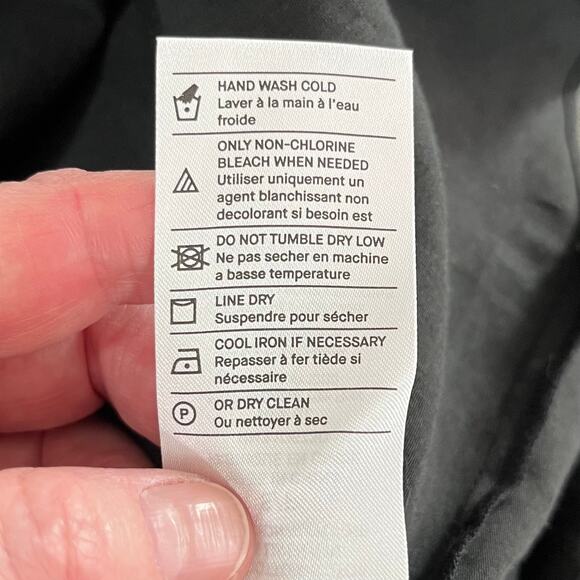 HAND WASH COLD
Laver à la main à l'eau
froide
ONLY NON-CHLORINE
BLEACH WHEN NEEDED
Utiliser uniquement un
agent blanchissant non
decolorant si besoin est
DO NOT TUMBLE DRY LOW
Ne pas secher en machine
a basse temperature
LINE DRY
Suspendre pour sécher
COOL IRON IF NECESSARY
Repasser à fer tiède si
nécessaire
P
OR DRY CLEAN
Ou nettoyer à sec